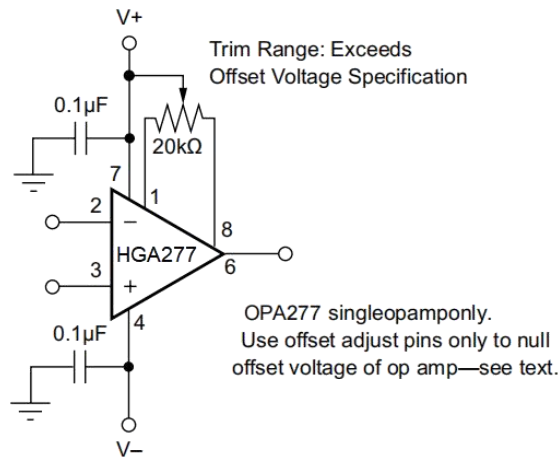 V+
Trim Range: Exceeds
Offset Voltage Specification
0.1µF
20kΩ
7
1
2
8
HGA277
6
3
4
0.1µF
OPA277 singleopamponly.
Use offset adjust pins only to null
offset voltage of op amp—see text.
V–